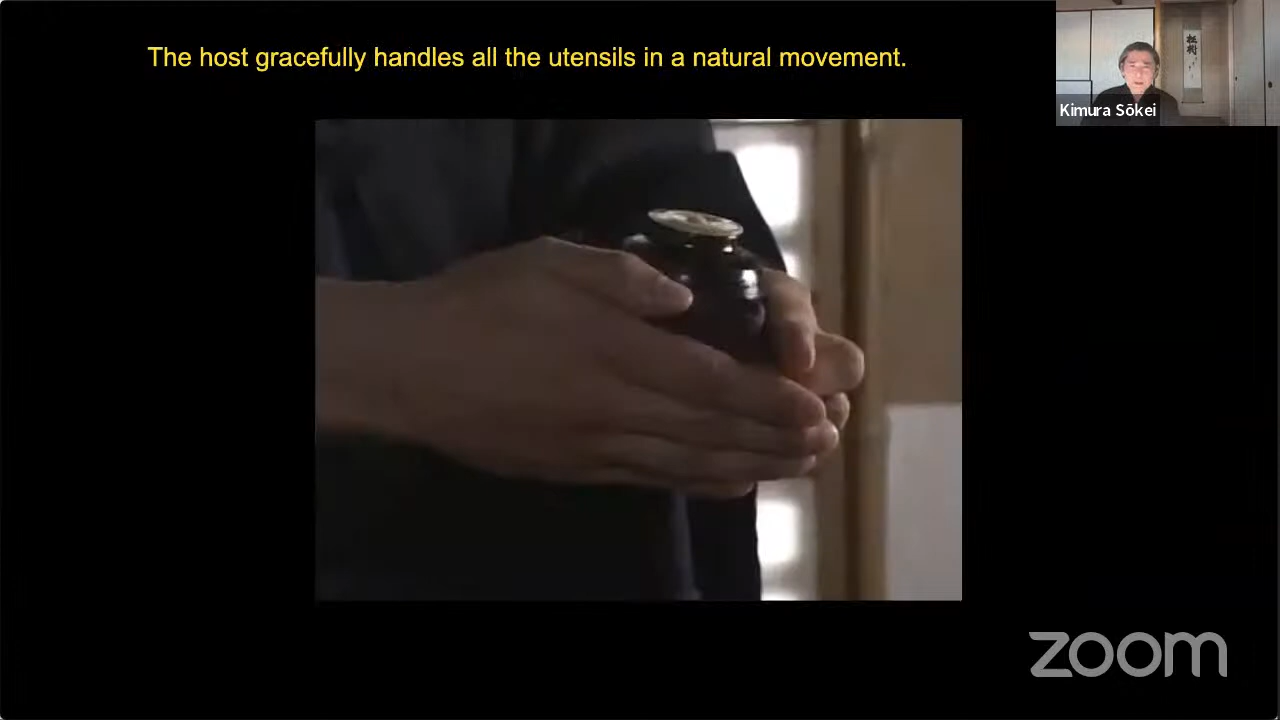 The host gracefully handles all the utensils in a natural movement.
Kimura Sōkei
zoom